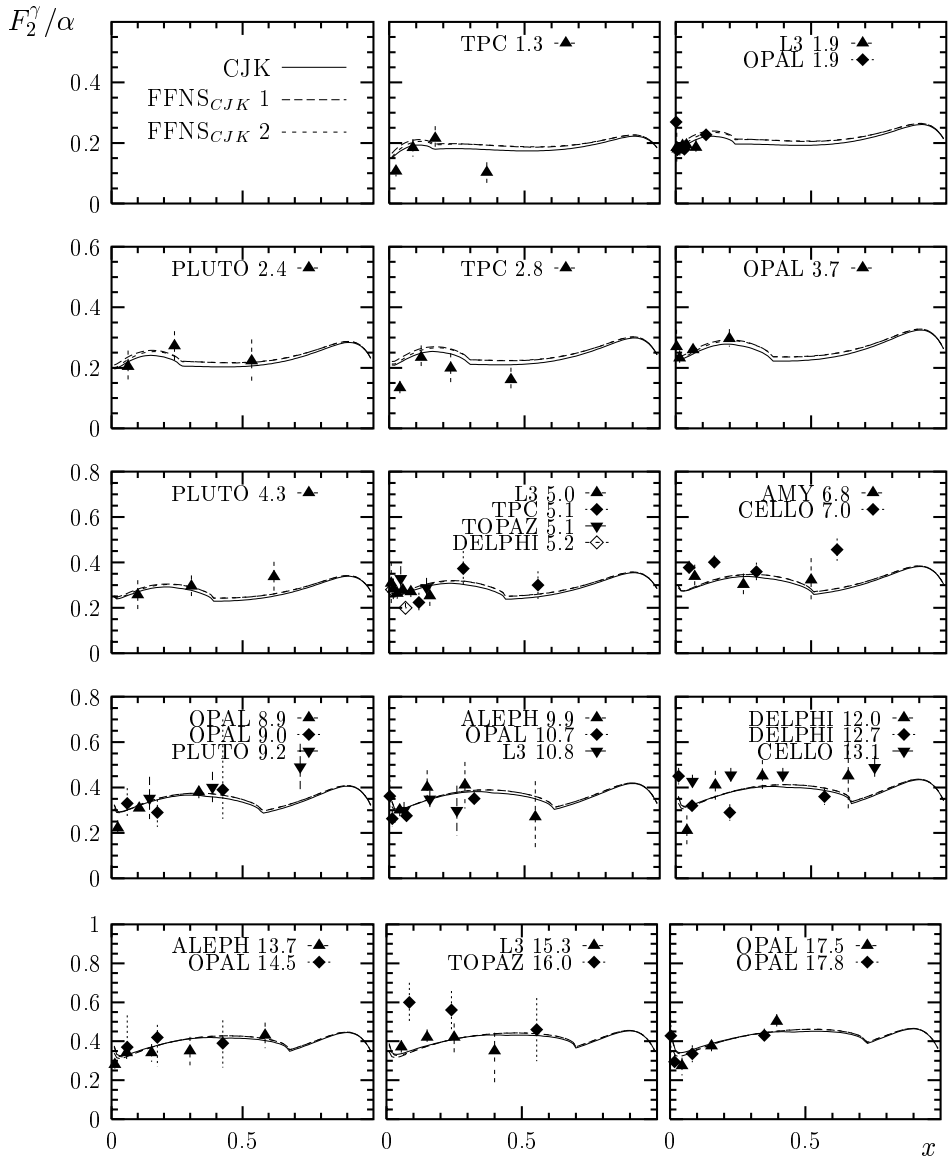 F₂^γ/α
TPC 1.3
L3 1.9
OPAL 1.9
CJK
FFNS_CJK 1
FFNS_CJK 2
0.4
0.2
0
PLUTO 2.4
TPC 2.8
OPAL 3.7
0.6
0.4
0.2
0
PLUTO 4.3
L3 5.0
TPC 5.1
TOPAZ 5.1
DELPHI 5.2
AMY 6.8
CELLO 7.0
0.8
0.6
0.4
0.2
0
OPAL 8.9
OPAL 9.0
PLUTO 9.2
ALEPH 9.9
OPAL 10.7
L3 10.8
DELPHI 12.0
DELPHI 12.7
CELLO 13.1
0.8
0.6
0.4
0.2
0
ALEPH 13.7
OPAL 14.5
L3 15.3
TOPAZ 16.0
OPAL 17.5
OPAL 17.8
1
0.8
0.6
0.4
0.2
0
0 0.5 0 0.5 0 0.5 x